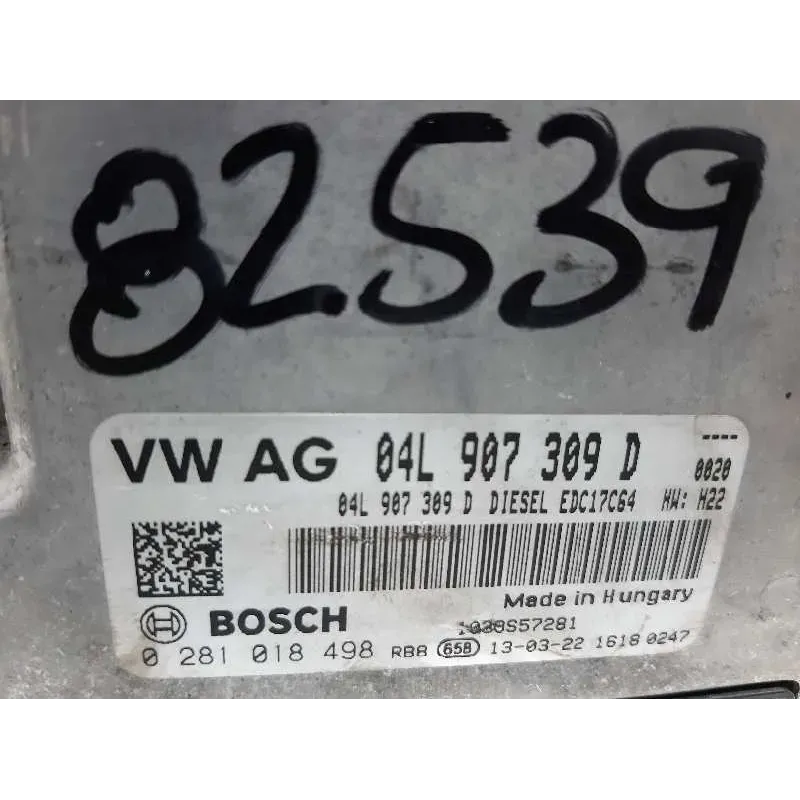 82539
VW AG 04L 907 309 D ----
0020
04L 907 309 D DIESEL EDC17C64 HW: H22
Made in Hungary
BOSCH 1039S57281
0 281 018 498 RB8 658 13-03-22 1618 0247